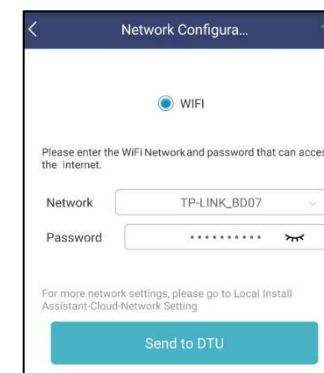 Network Configura...
WIFI
Please enter the WiFi Network and password that can acces
the internet.
Network TP-LINK_BD07
Password ··········
For more network settings, please go to Local Install
Assistant-Cloud-Network Setting
Send to DTU